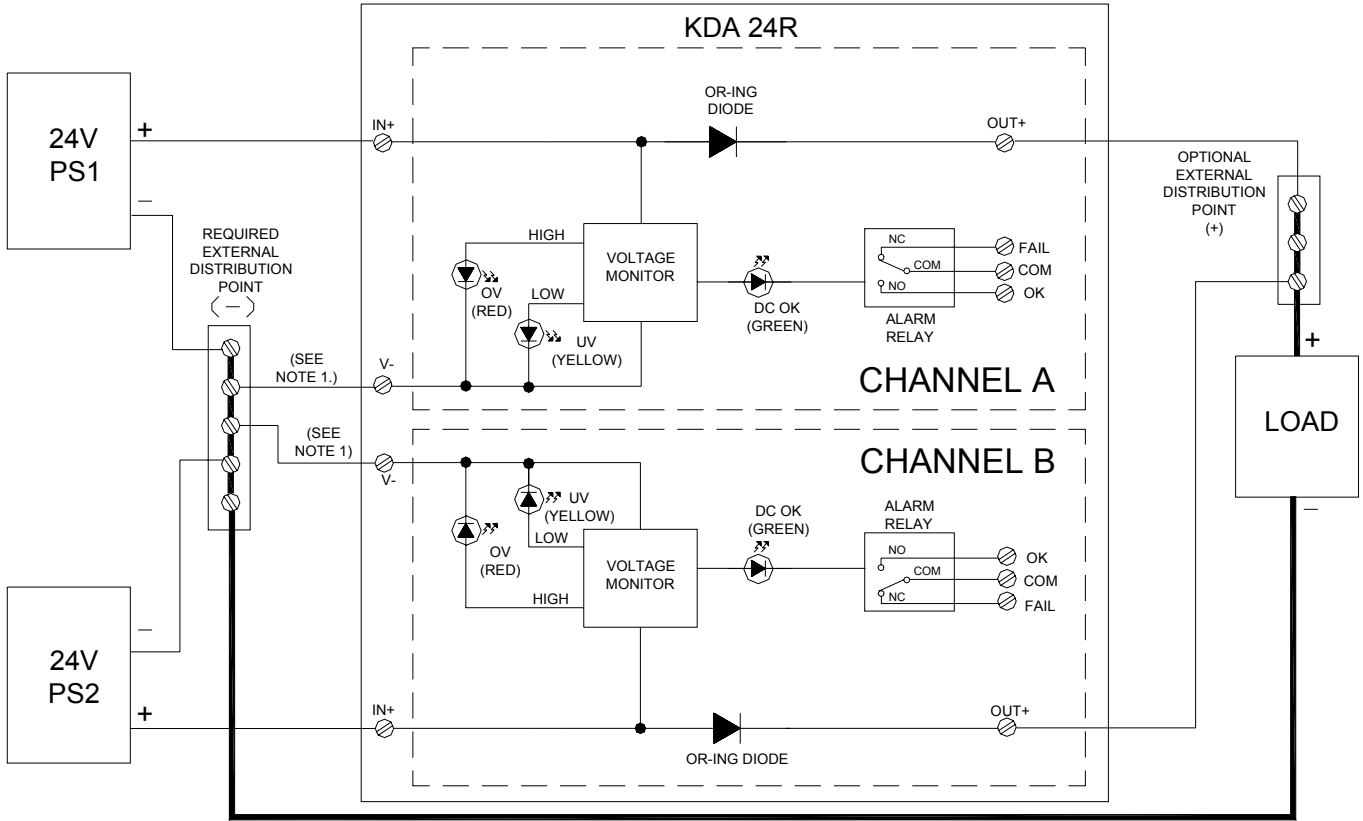 KDA 24R
24V
PS1
+
—
REQUIRED
EXTERNAL
DISTRIBUTION
POINT
(—)
(SEE
NOTE 1.)
(SEE
NOTE 1)
24V
PS2
—
+
IN+
OR-ING
DIODE
OUT+
HIGH
LOW
OV
(RED)
UV
(YELLOW)
VOLTAGE
MONITOR
DC OK
(GREEN)
NC
COM
NO
ALARM
RELAY
FAIL
COM
OK
V-
CHANNEL A
CHANNEL B
V-
UV
(YELLOW)
LOW
OV
(RED)
HIGH
VOLTAGE
MONITOR
DC OK
(GREEN)
ALARM
RELAY
NO
COM
NC
OK
COM
FAIL
IN+
OR-ING DIODE
OUT+
OPTIONAL
EXTERNAL
DISTRIBUTION
POINT
(+)
+
LOAD
—